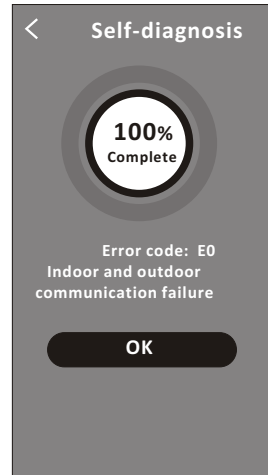 Self-diagnosis
100%
Complete
Error code: E0
Indoor and outdoor
communication failure
OK